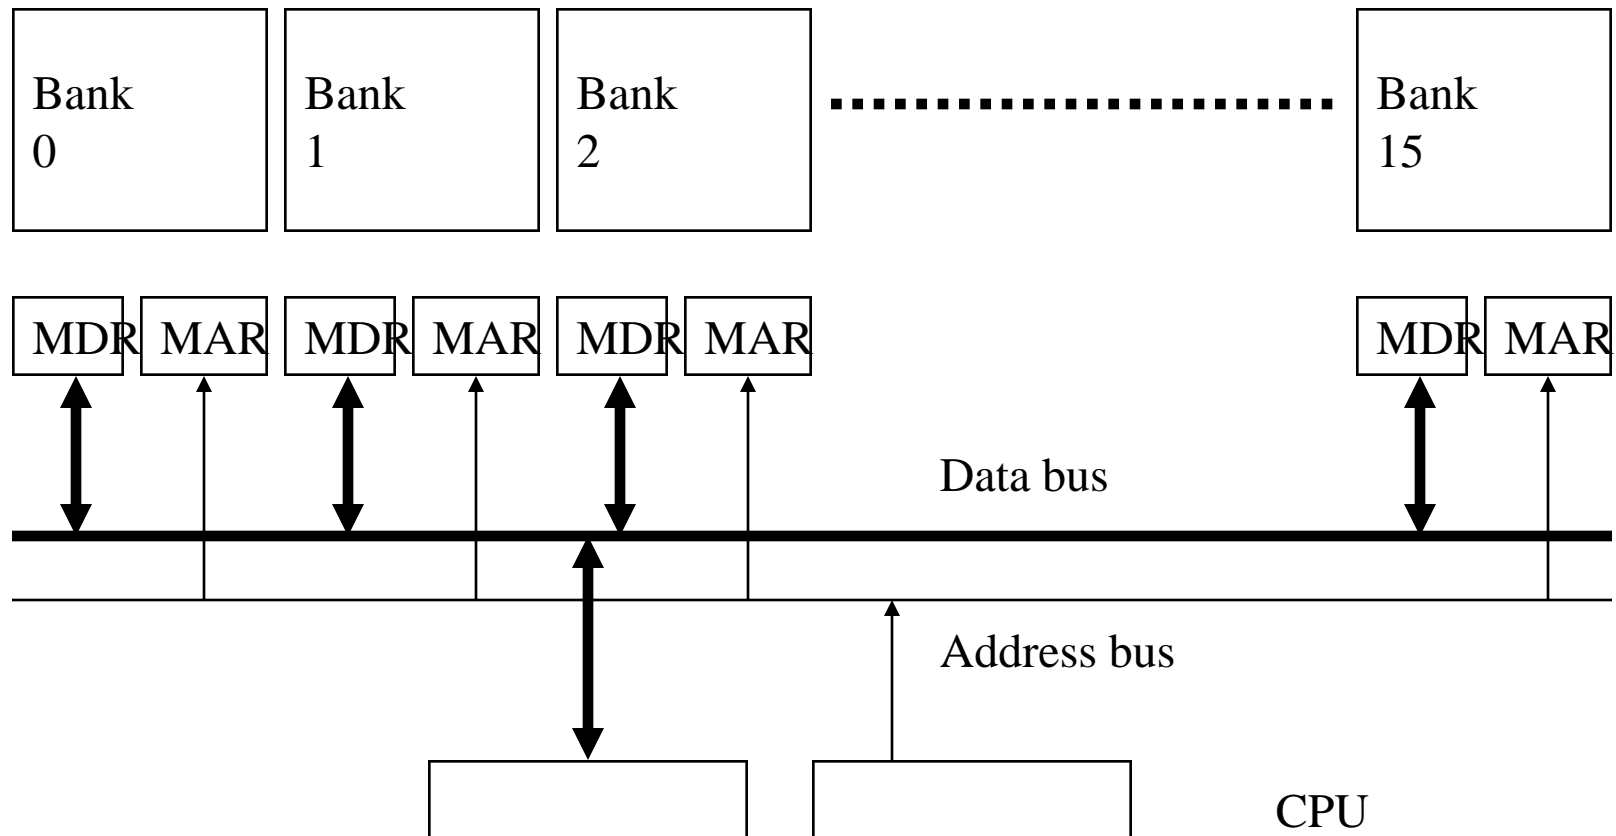 Bank
0
Bank
1
Bank
2
Bank
15
MDR MAR MDR MAR MDR MAR MDR MAR
Data bus
Address bus
CPU